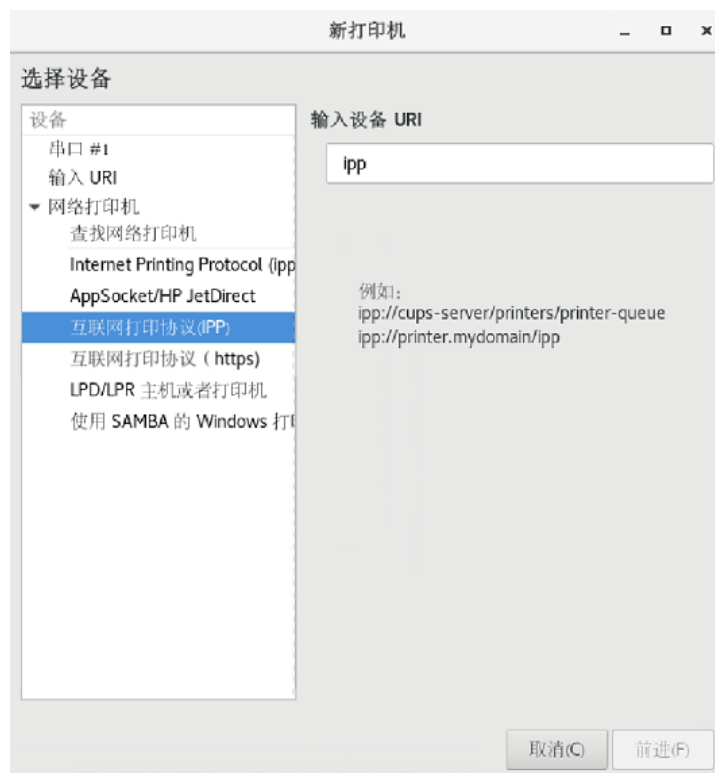 新打印机
选择设备
设备
串口 #1
输入 URI
网络打印机
查找网络打印机
Internet Printing Protocol (ipp
AppSocket/HP JetDirect
互联网打印协议(IPP)
互联网打印协议 ( https)
LPD/LPR 主机或者打印机
使用 SAMBA 的 Windows 打
输入设备 URI
ipp
例如:
ipp://cups-server/printers/printer-queue
ipp://printer.mydomain/ipp
取消(C)
前进(F)